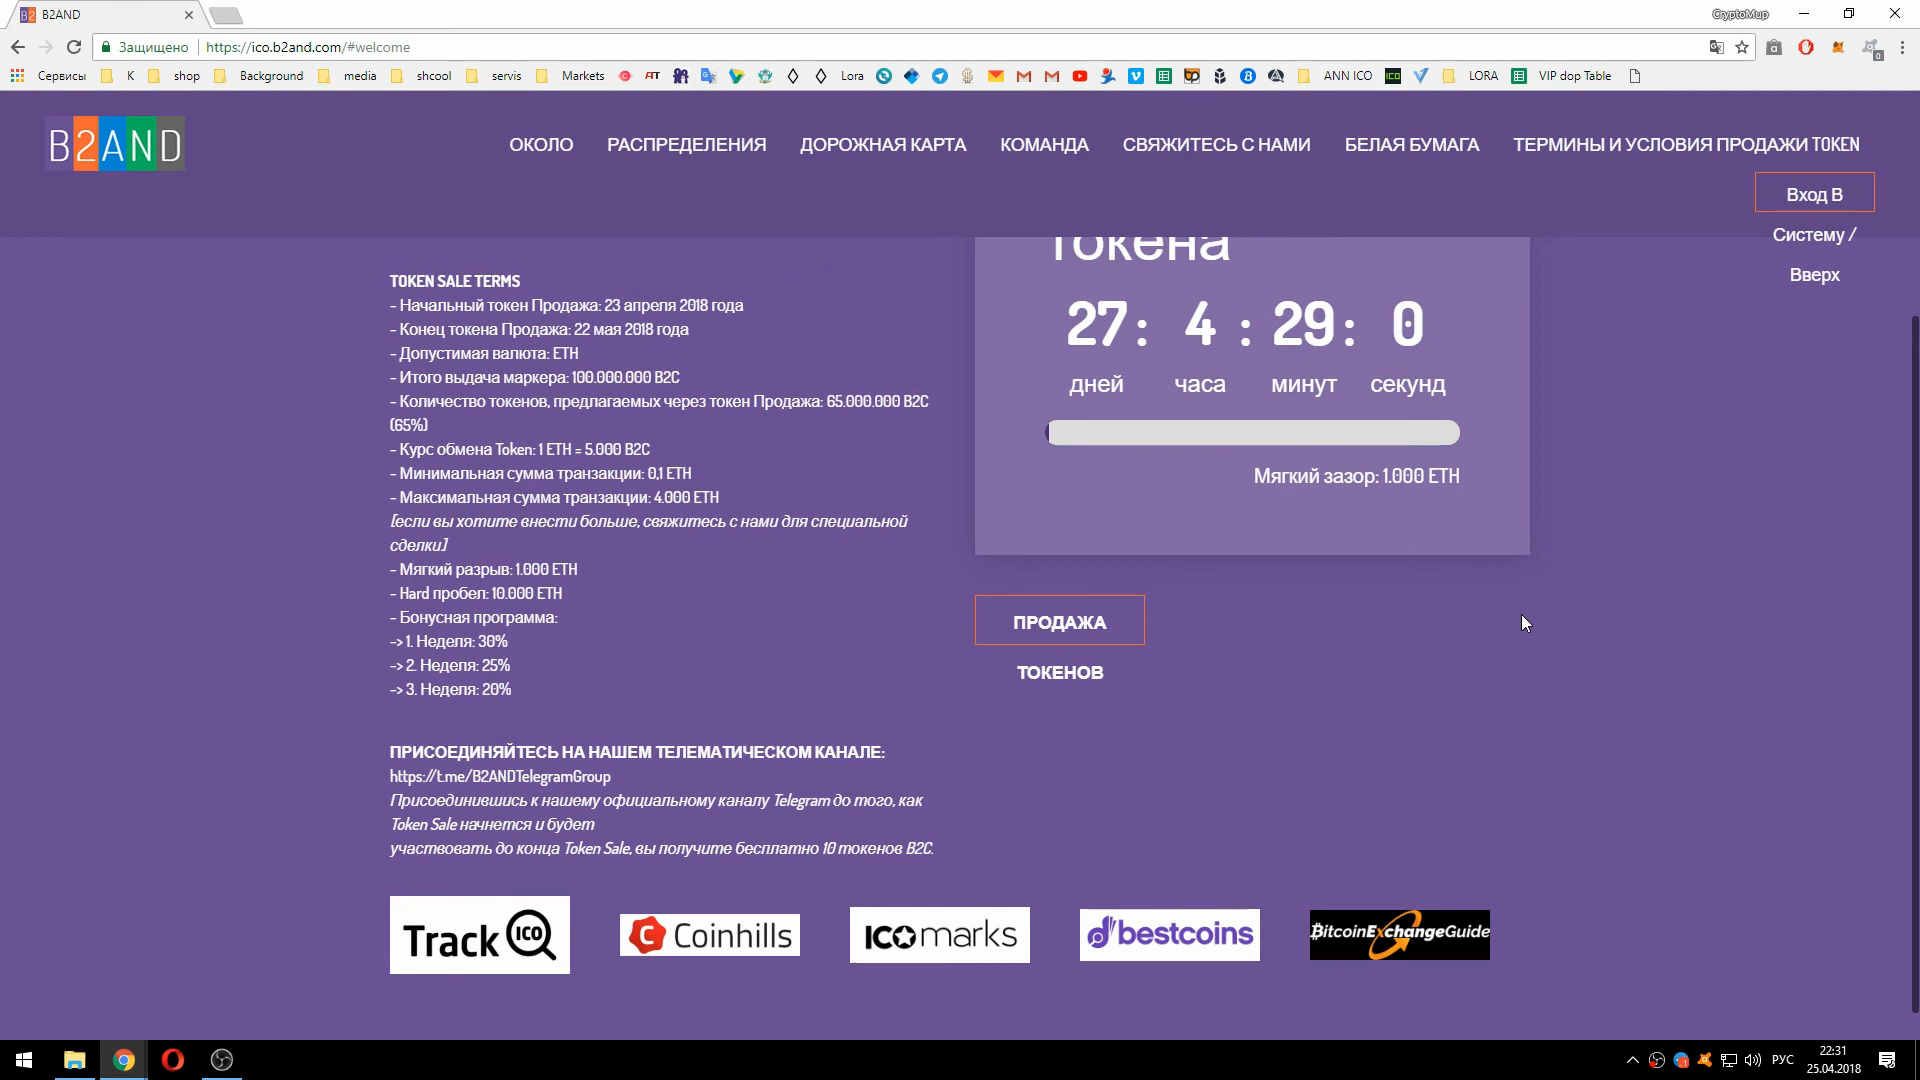 B2AND
CryptoMup
Защищено
https://ico.b2and.com/#welcome
Сервисы K shop Background media shcool servis Markets Lora ANN ICO ICO LORA VIP dop Table
B2AND
ОКОЛО РАСПРЕДЕЛЕНИЯ ДОРОЖНАЯ КАРТА КОМАНДА СВЯЖИТЕСЬ С НАМИ БЕЛАЯ БУМАГА ТЕРМИНЫ И УСЛОВИЯ ПРОДАЖИ TOKEN
Вход В
Систему /
Вверх
TOKEN SALE TERMS
- Начальный токен Продажа: 23 апреля 2018 года
- Конец токена Продажа: 22 мая 2018 года
- Допустимая валюта: ETH
- Итого выдача маркера: 100.000.000 B2C
- Количество токенов, предлагаемых через токен Продажа: 65.000.000 B2C
(65%)
- Курс обмена Token: 1 ETH = 5.000 B2C
- Минимальная сумма транзакции: 0,1 ETH
- Максимальная сумма транзакции: 4.000 ETH
[если вы хотите внести больше, свяжитесь с нами для специальной
сделки]
- Мягкий разрыв: 1.000 ETH
- Hard пробел: 10.000 ETH
- Бонусная программа:
-> 1. Неделя: 30%
-> 2. Неделя: 25%
-> 3. Неделя: 20%
токена
27 : 4 : 29 : 0
дней часа минут секунд
Мягкий зазор: 1.000 ETH
ПРОДАЖА
ТОКЕНОВ
ПРИСОЕДИНЯЙТЕСЬ НА НАШЕМ ТЕЛЕМАТИЧЕСКОМ КАНАЛЕ:
https://t.me/B2ANDTelegramGroup
Присоединившись к нашему официальному каналу Telegram до того, как
Token Sale начнется и будет
участвовать до конца Token Sale, вы получите бесплатно 10 токенов B2C.
Track ICO
Coinhills
ICOmarks
bestcoins
BitcoinExchangeGuide
РУС
22:31
25.04.2018